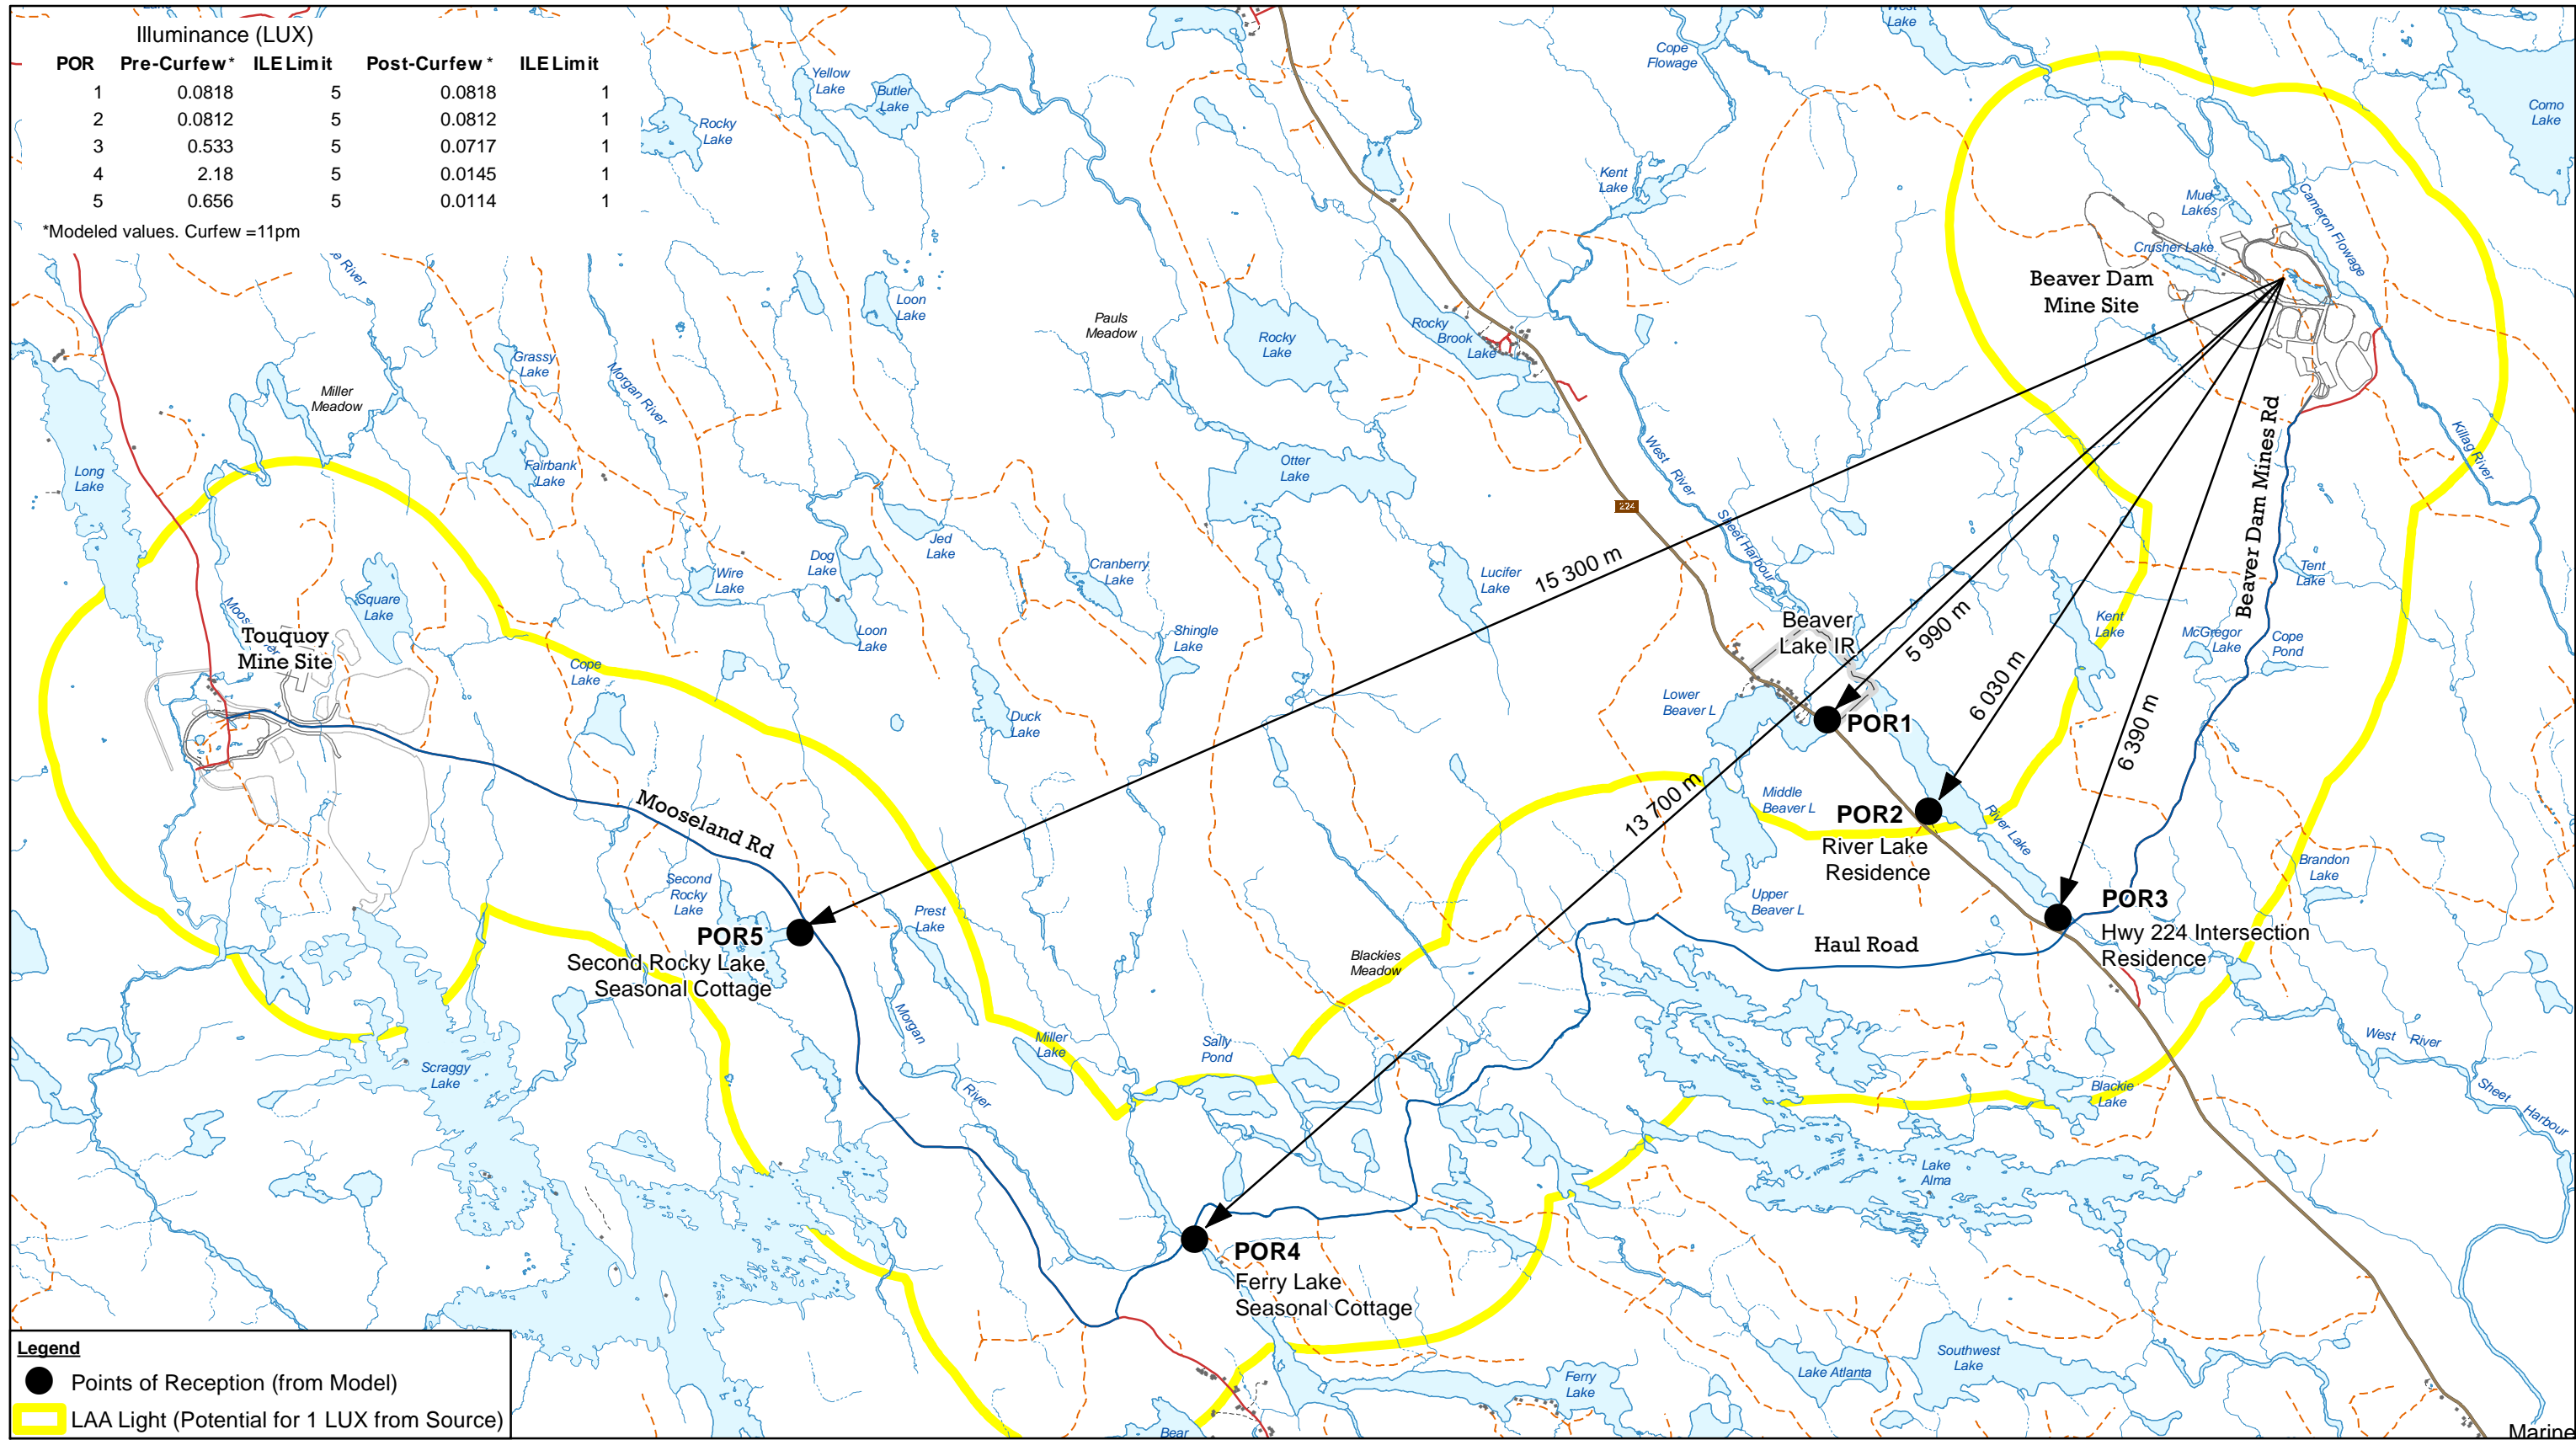 Illuminance (LUX)
POR Pre-Curfew* ILE Limit Post-Curfew* ILE Limit
1 0.0818 5 0.0818 1
2 0.0812 5 0.0812 1
3 0.533 5 0.0717 1
4 2.18 5 0.0145 1
5 0.656 5 0.0114 1
*Modeled values. Curfew =11pm
Yellow
Lake
Butler
Lake
Rocky
Lake
Cope
Flowage
West
Lake
Como
Lake
Kent
Lake
Mud
Lakes
Cameron Flowage
Crusher Lake
Beaver Dam
Mine Site
e River
Loon
Lake
Pauls
Meadow
Rocky
Lake
Rocky
Brook
Lake
Grassy
Lake
Morgan River
Miller
Meadow
Long
Lake
Fairbank
Lake
Otter
Lake
West River
Sheet Harbour
224
Killag River
Beaver Dam Mines Rd
Jed
Lake
Dog
Lake
Wire
Lake
Cranberry
Lake
Lucifer
Lake
15 300 m
Tent
Lake
Square
Lake
Moos
Touquoy
Mine Site
Loon
Lake
Shingle
Lake
Beaver
Lake IR
5 990 m
Kent
Lake
McGregor
Lake
Cope
Pond
Cope
Lake
Duck
Lake
Lower
Beaver L
POR1
6 030 m
6 390 m
13 700 m
Middle
Beaver L
POR2
River Lake
Residence
River Lake
Mooseland Rd
Second
Rocky
Lake
Prest
Lake
Upper
Beaver L
Brandon
Lake
POR3
Hwy 224 Intersection
Residence
POR5
Second Rocky Lake
Seasonal Cottage
Haul Road
Blackies
Meadow
Morgan
River
Miller
Lake
Sally
Pond
Scraggy
Lake
West River
Sheet Harbour
Blackie
Lake
Lake
Alma
POR4
Ferry Lake
Seasonal Cottage
Southwest
Lake
Lake Atlanta
Ferry
Lake
Bear
Marine
Legend
Points of Reception (from Model)
LAA Light (Potential for 1 LUX from Source)